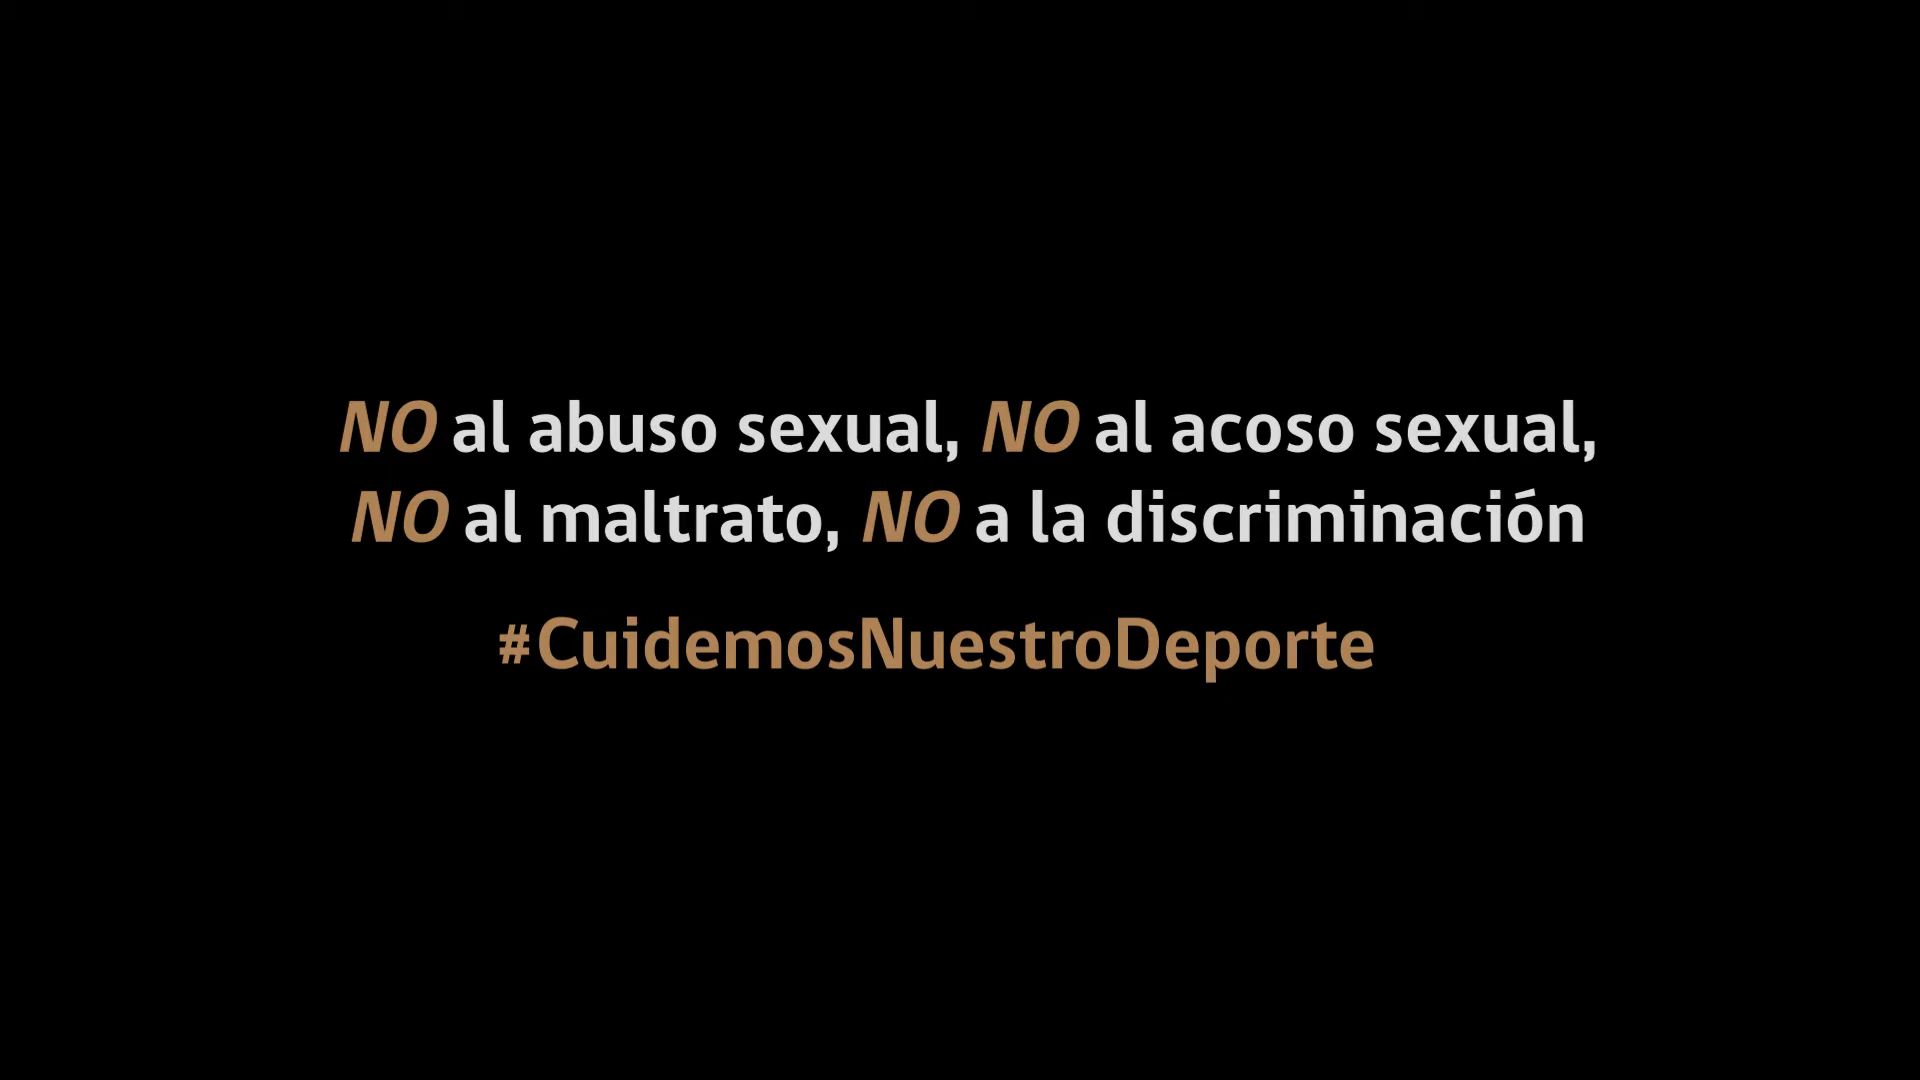 NO al abuso sexual, NO al acoso sexual,
NO al maltrato, NO a la discriminación
#CuidemosNuestroDeporte